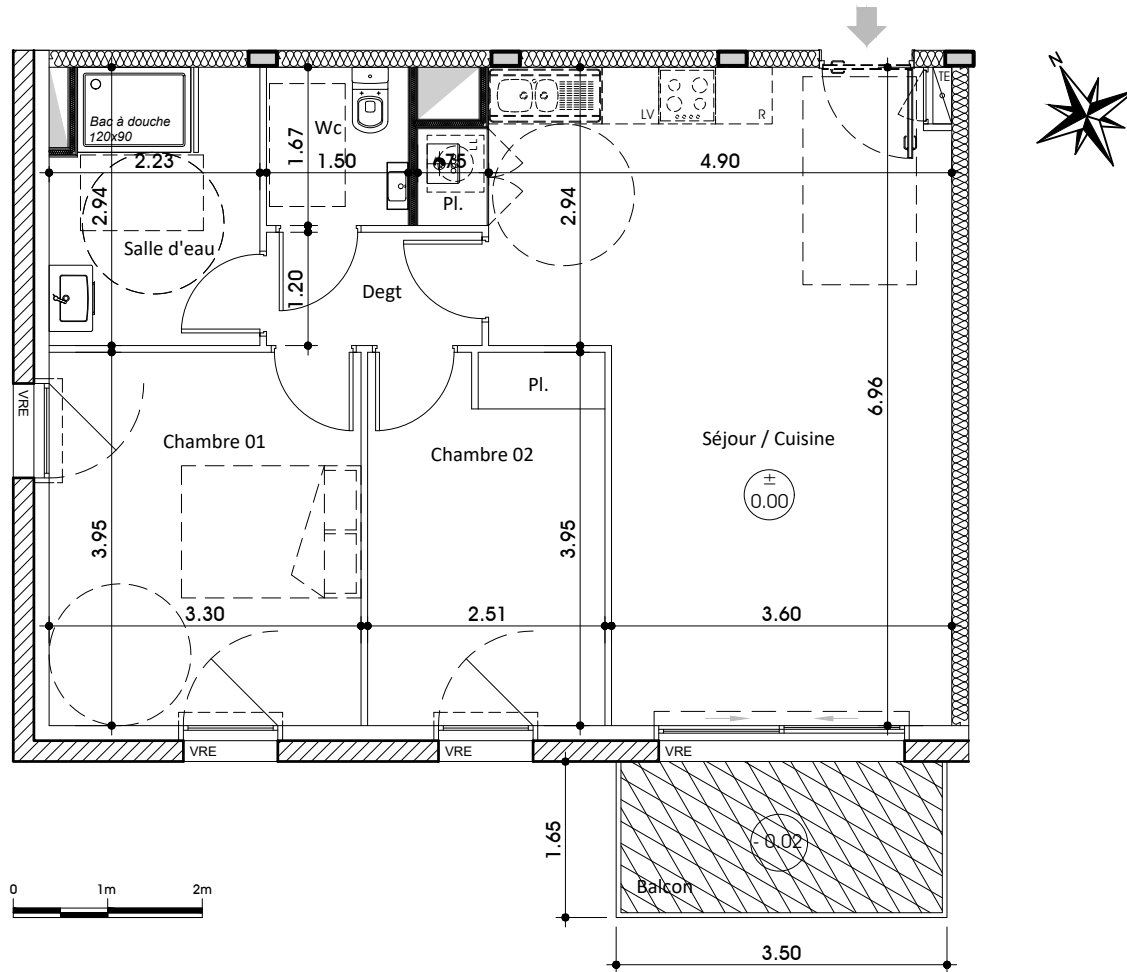 N
TE
Bac à douche
120x90
Wc
LV
R
LL
2.23
1.67
1.50
.75
4.90
Pl.
2.94
2.94
Salle d'eau
1.20
Degt
Pl.
VRE
6.96
Chambre 01
Chambre 02
Séjour / Cuisine
±
0.00
3.95
3.95
3.30
2.51
3.60
VRE
VRE
VRE
1.65
- 0.02
Balcon
0 1m 2m
3.50